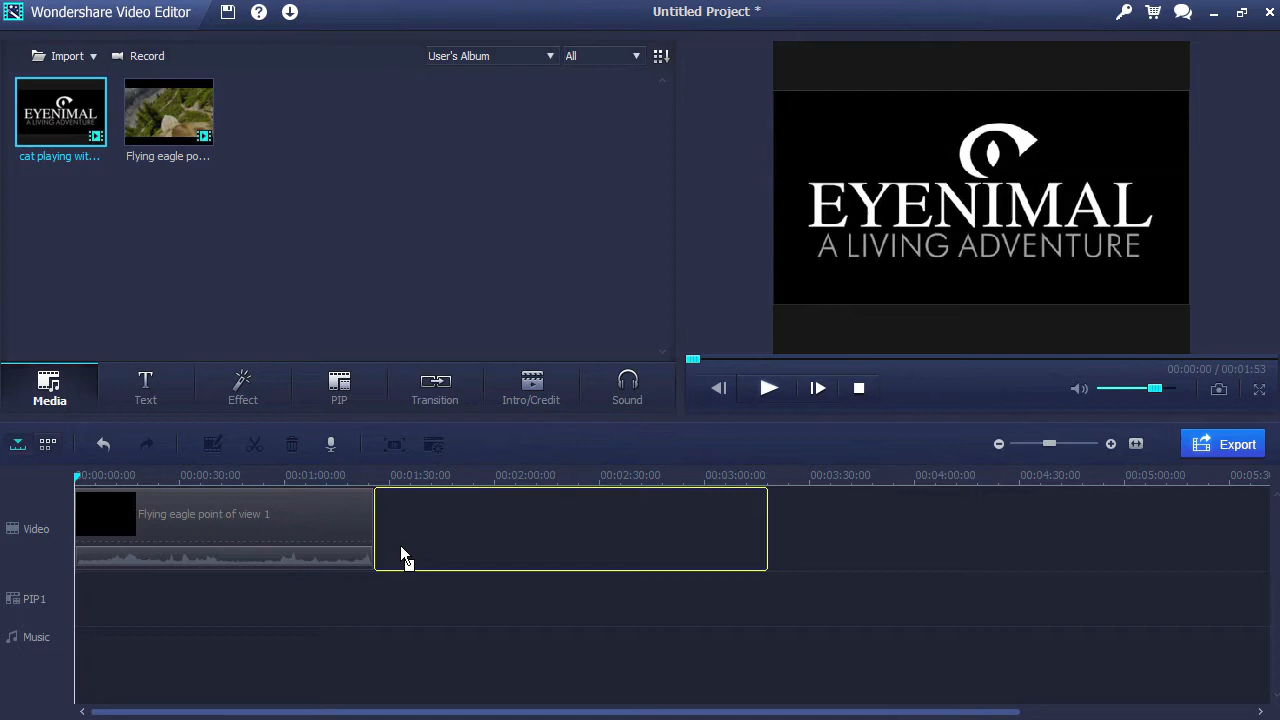 Wondershare Video Editor
Untitled Project *
Import
Record
User's Album
All
EYENIMAL
A LIVING ADVENTURE
cat playing wit...
Flying eagle po...
EYENIMAL
A LIVING ADVENTURE
00:00:00 / 00:01:53
Media
Text
Effect
PIP
Transition
Intro/Credit
Sound
Export
00:00:00:00
00:00:30:00
00:01:00:00
00:01:30:00
00:02:00:00
00:02:30:00
00:03:00:00
00:03:30:00
00:04:00:00
00:04:30:00
00:05:00:00
00:05:3
Video
Flying eagle point of view 1
PIP1
Music